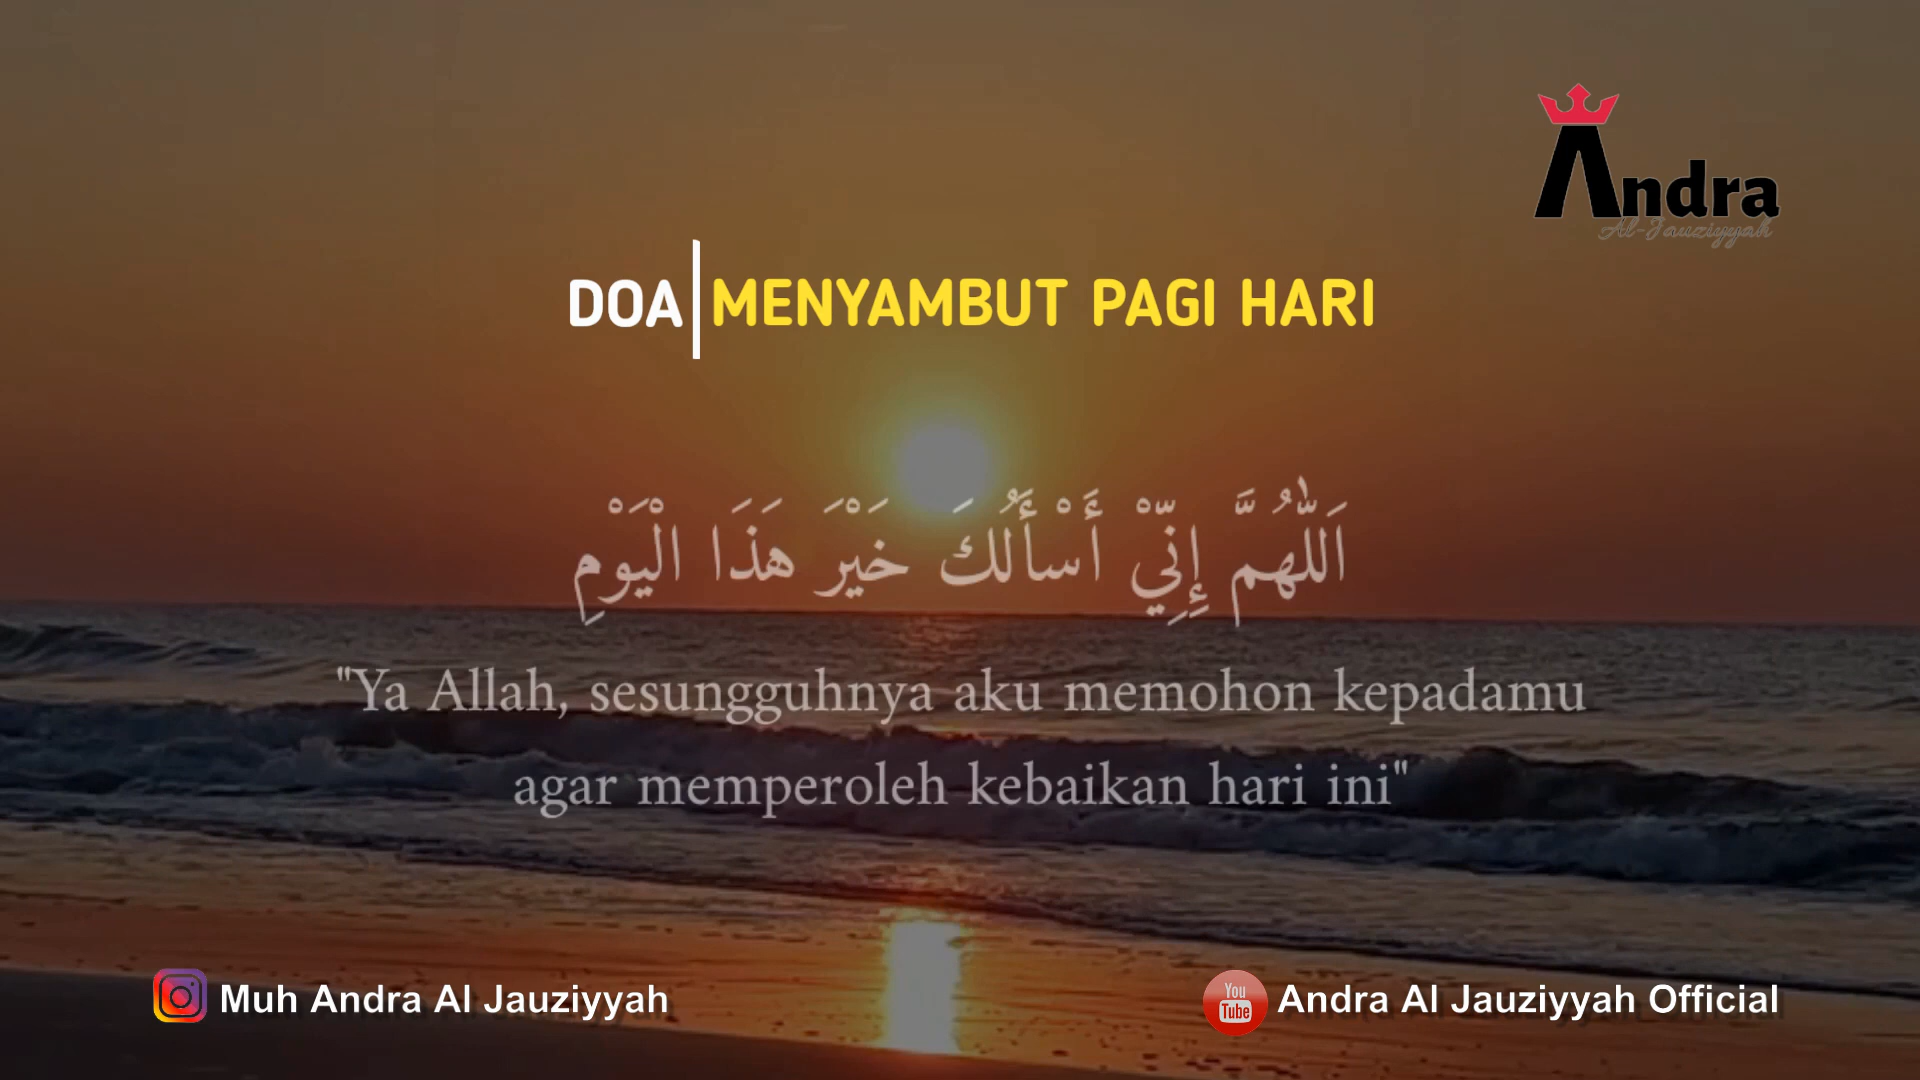 Andra
Al-Jauziyyah
DOA MENYAMBUT PAGI HARI
اَللّٰهُمَّ إِنِّيْ أَسْأَلُكَ خَيْرَ هَذَا الْيَوْمِ
"Ya Allah, sesungguhnya aku memohon kepadamu
agar memperoleh kebaikan hari ini"
Muh Andra Al Jauziyyah
You Tube Andra Al Jauziyyah Official